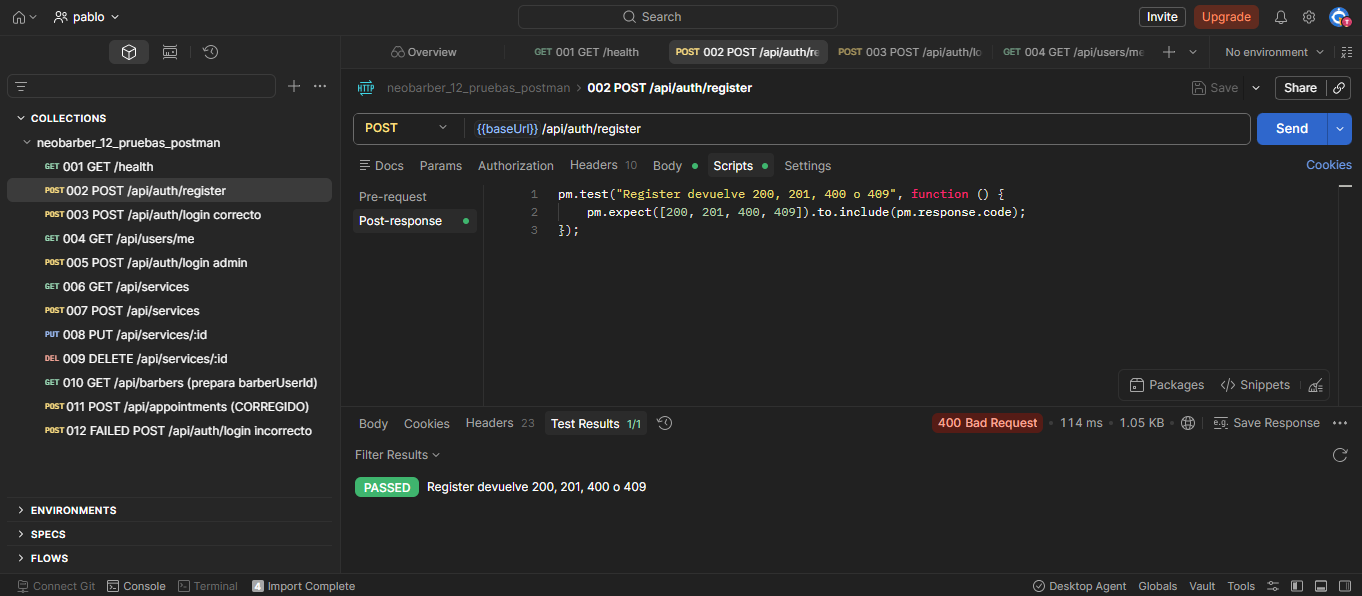 pablo
Search
Invite
Upgrade
Overview
GET 001 GET /health
POST 002 POST /api/auth/re
POST 003 POST /api/auth/lo
GET 004 GET /api/users/me
No environment
HTTP neobarber_12_pruebas_postman > 002 POST /api/auth/register
Save
Share
COLLECTIONS
neobarber_12_pruebas_postman
GET 001 GET /health
POST 002 POST /api/auth/register
POST 003 POST /api/auth/login correcto
GET 004 GET /api/users/me
POST 005 POST /api/auth/login admin
GET 006 GET /api/services
POST 007 POST /api/services
PUT 008 PUT /api/services/:id
DEL 009 DELETE /api/services/:id
GET 010 GET /api/barbers (prepara barberUserId)
POST 011 POST /api/appointments (CORREGIDO)
POST 012 FAILED POST /api/auth/login incorrecto
ENVIRONMENTS
SPECS
FLOWS
POST
{{baseUrl}} /api/auth/register
Send
Docs
Params
Authorization
Headers 10
Body
Scripts
Settings
Cookies
Pre-request
Post-response
1 pm.test("Register devuelve 200, 201, 400 o 409", function () {
2 pm.expect([200, 201, 400, 409]).to.include(pm.response.code);
3 });
Packages
</> Snippets
Body
Cookies
Headers 23
Test Results 1/1
400 Bad Request
114 ms
1.05 KB
e.g. Save Response
Filter Results
PASSED Register devuelve 200, 201, 400 o 409
Connect Git
Console
Terminal
4 Import Complete
Desktop Agent
Globals
Vault
Tools